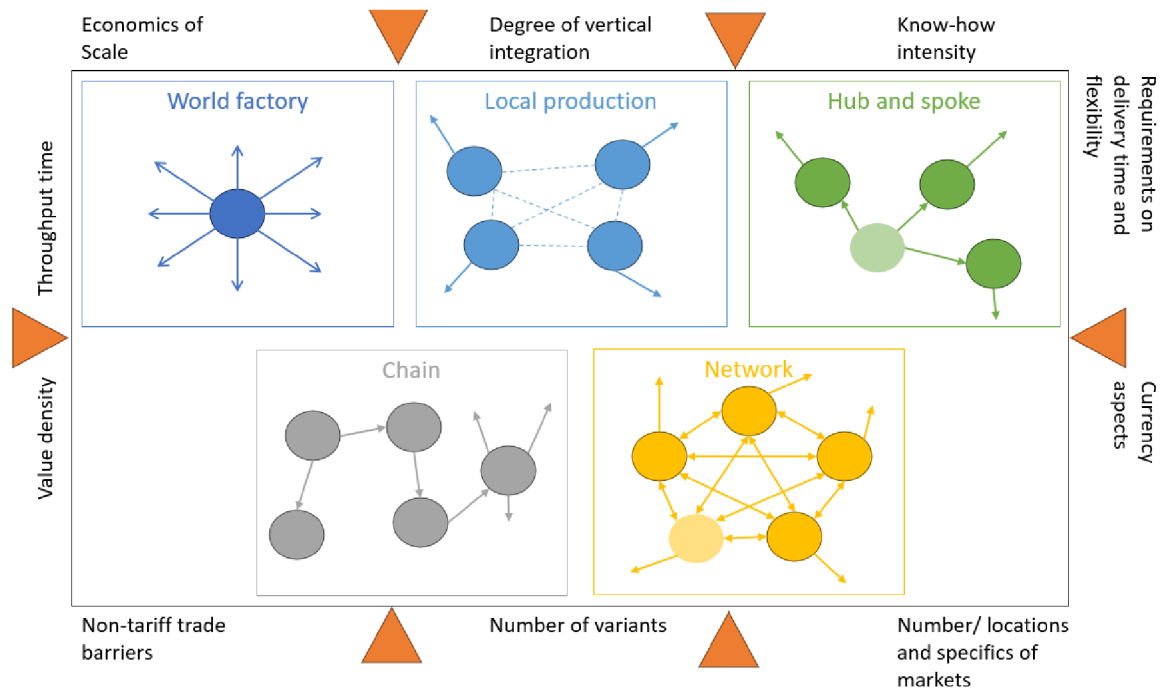 Economics of
Scale
Degree of vertical
integration
Know-how
intensity
World factory
Local production
Hub and spoke
Throughput time
Requirements on
delivery time and
flexibility
Chain
Network
Value density
Currency
aspects
Non-tariff trade
barriers
Number of variants
Number/ locations
and specifics of
markets